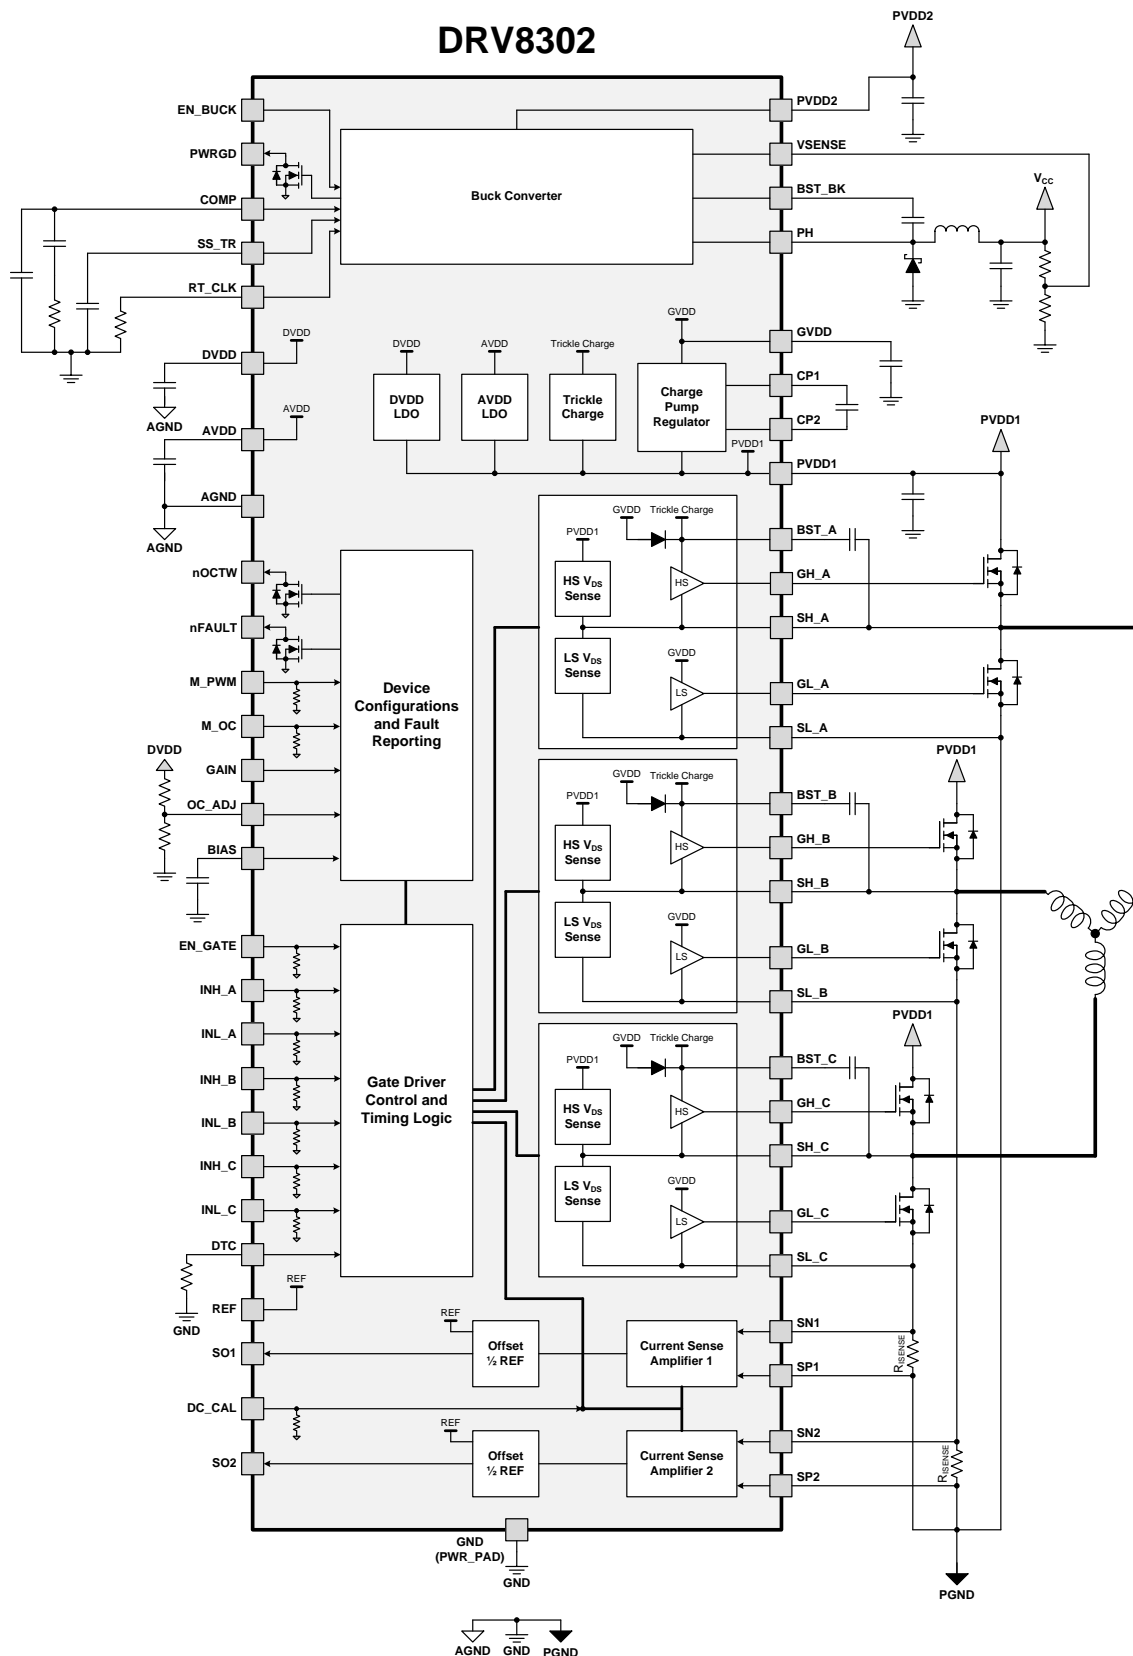 DRV8302
PVDD2
EN_BUCK
PWRGD
COMP
SS_TR
RT_CLK
Buck Converter
PVDD2
VSENSE
BST_BK
PH
VCC
DVDD
DVDD
AGND
AVDD
AVDD
AGND
AGND
DVDD
DVDD
LDO
AVDD
AVDD
LDO
Trickle Charge
Trickle
Charge
GVDD
Charge
Pump
Regulator
PVDD1
GVDD
CP1
CP2
PVDD1
PVDD1
nOCTW
nFAULT
M_PWM
M_OC
GAIN
DVDD
OC_ADJ
BIAS
Device
Configurations
and Fault
Reporting
PVDD1
HS VDS
Sense
LS VDS
Sense
GVDD
Trickle Charge
HS
GVDD
LS
BST_A
GH_A
SH_A
GL_A
SL_A
PVDD1
HS VDS
Sense
LS VDS
Sense
GVDD
Trickle Charge
HS
GVDD
LS
BST_B
GH_B
SH_B
GL_B
SL_B
PVDD1
EN_GATE
INH_A
INL_A
INH_B
INL_B
INH_C
INL_C
DTC
GND
Gate Driver
Control and
Timing Logic
PVDD1
HS VDS
Sense
LS VDS
Sense
GVDD
Trickle Charge
HS
GVDD
LS
BST_C
GH_C
SH_C
GL_C
SL_C
PVDD1
REF
REF
SO1
DC_CAL
SO2
REF
Offset
½ REF
Current Sense
Amplifier 1
SN1
SP1
RISENSE
REF
Offset
½ REF
Current Sense
Amplifier 2
SN2
SP2
RISENSE
GND
(PWR_PAD)
GND
PGND
AGND
GND
PGND